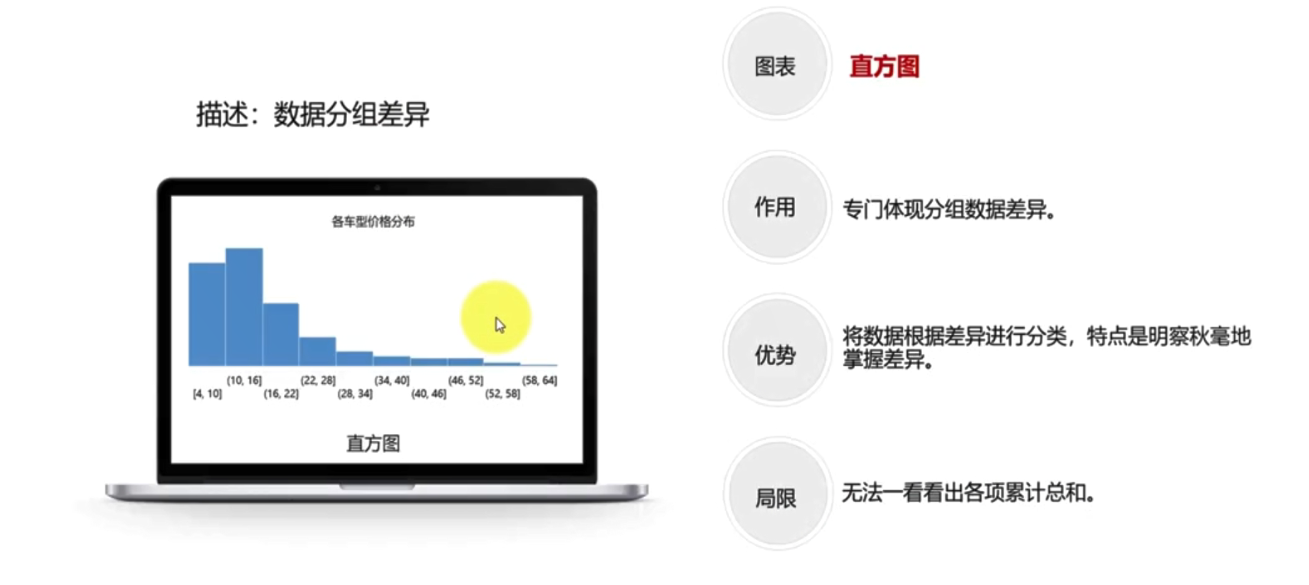 描述：数据分组差异
各车型价格分布
[4, 10]
(10, 16]
(16, 22]
(22, 28]
(28, 34]
(34, 40]
(40, 46]
(46, 52]
(52, 58]
(58, 64]
直方图
图表
直方图
作用
专门体现分组数据差异。
优势
将数据根据差异进行分类，特点是明察秋毫地
掌握差异。
局限
无法一看看出各项累计总和。